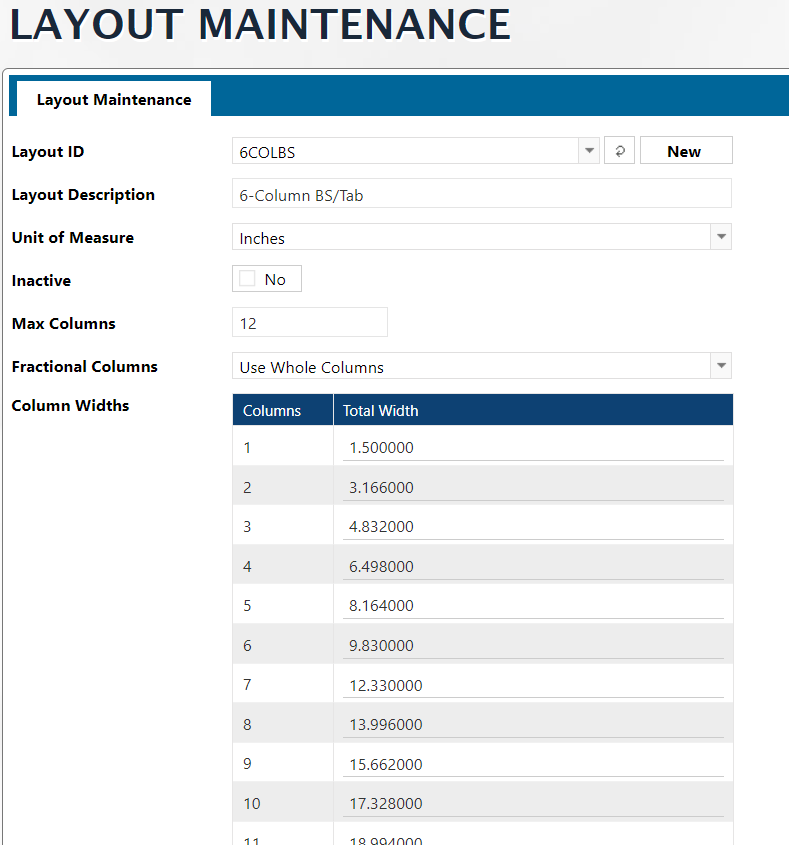 LAYOUT MAINTENANCE
Layout Maintenance
Layout ID 6COLBS New
Layout Description 6-Column BS/Tab
Unit of Measure Inches
Inactive No
Max Columns 12
Fractional Columns Use Whole Columns
Column Widths Columns Total Width
1 1.500000
2 3.166000
3 4.832000
4 6.498000
5 8.164000
6 9.830000
7 12.330000
8 13.996000
9 15.662000
10 17.328000
11 18.994000